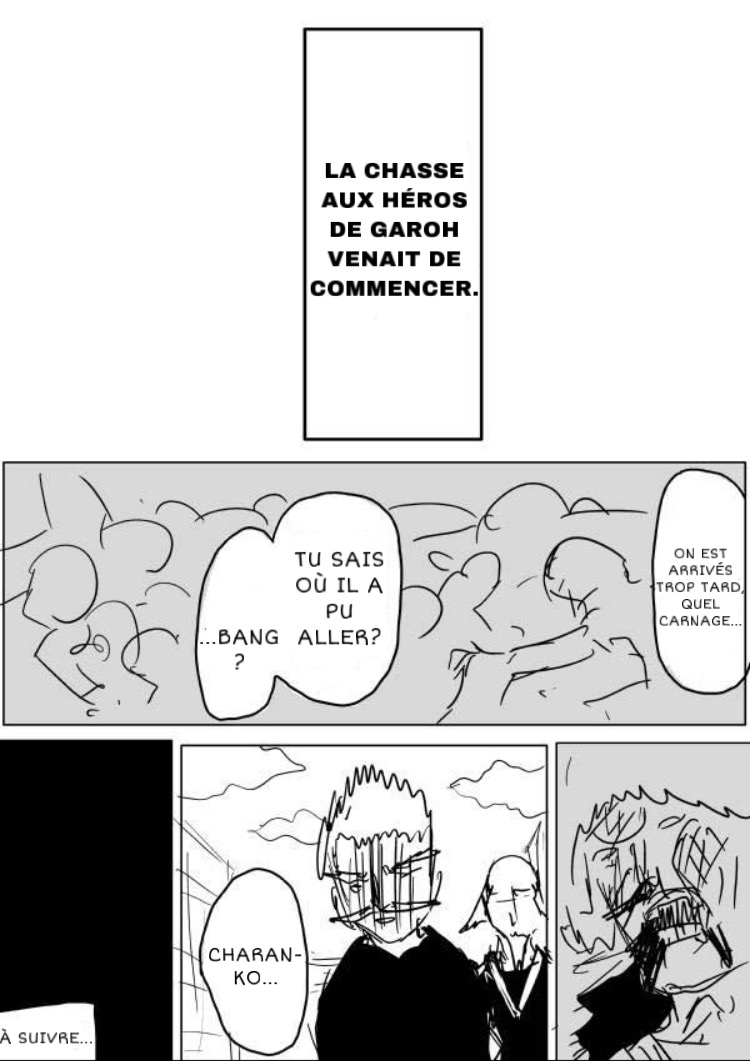 LA CHASSE
AUX HÉROS
DE GAROH
VENAIT DE
COMMENCER.
ON EST
ARRIVÉS
TROP TARD,
QUEL
CARNAGE...
TU SAIS
OÙ IL A
PU
ALLER?
...BANG
?
CHARAN-
KO...
À SUIVRE...